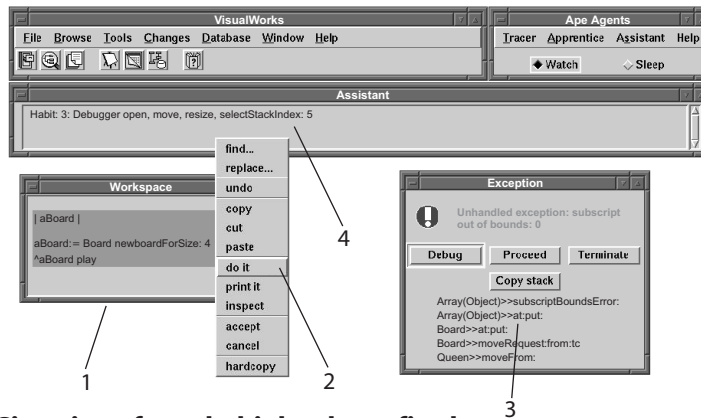 VisualWorks
File Browse Tools Changes Database Window Help
Ape Agents
Tracer Apprentice Assistant Help
Watch Sleep
Assistant
Habit: 3: Debugger open, move, resize, selectStackIndex: 5
find...
replace...
undo
copy
cut
paste
do it
print it
inspect
accept
cancel
hardcopy
Workspace
| aBoard |
aBoard:= Board newboardForSize: 4
^aBoard play
Exception
Unhandled exception: subscript
out of bounds: 0
Debug Proceed Terminate
Copy stack
Array(Object)>>subscriptBoundsError:
Array(Object)>>at:put:
Board>>at:put:
Board>>moveRequest:from:tc
Queen>>moveFrom:
1
2
3
4